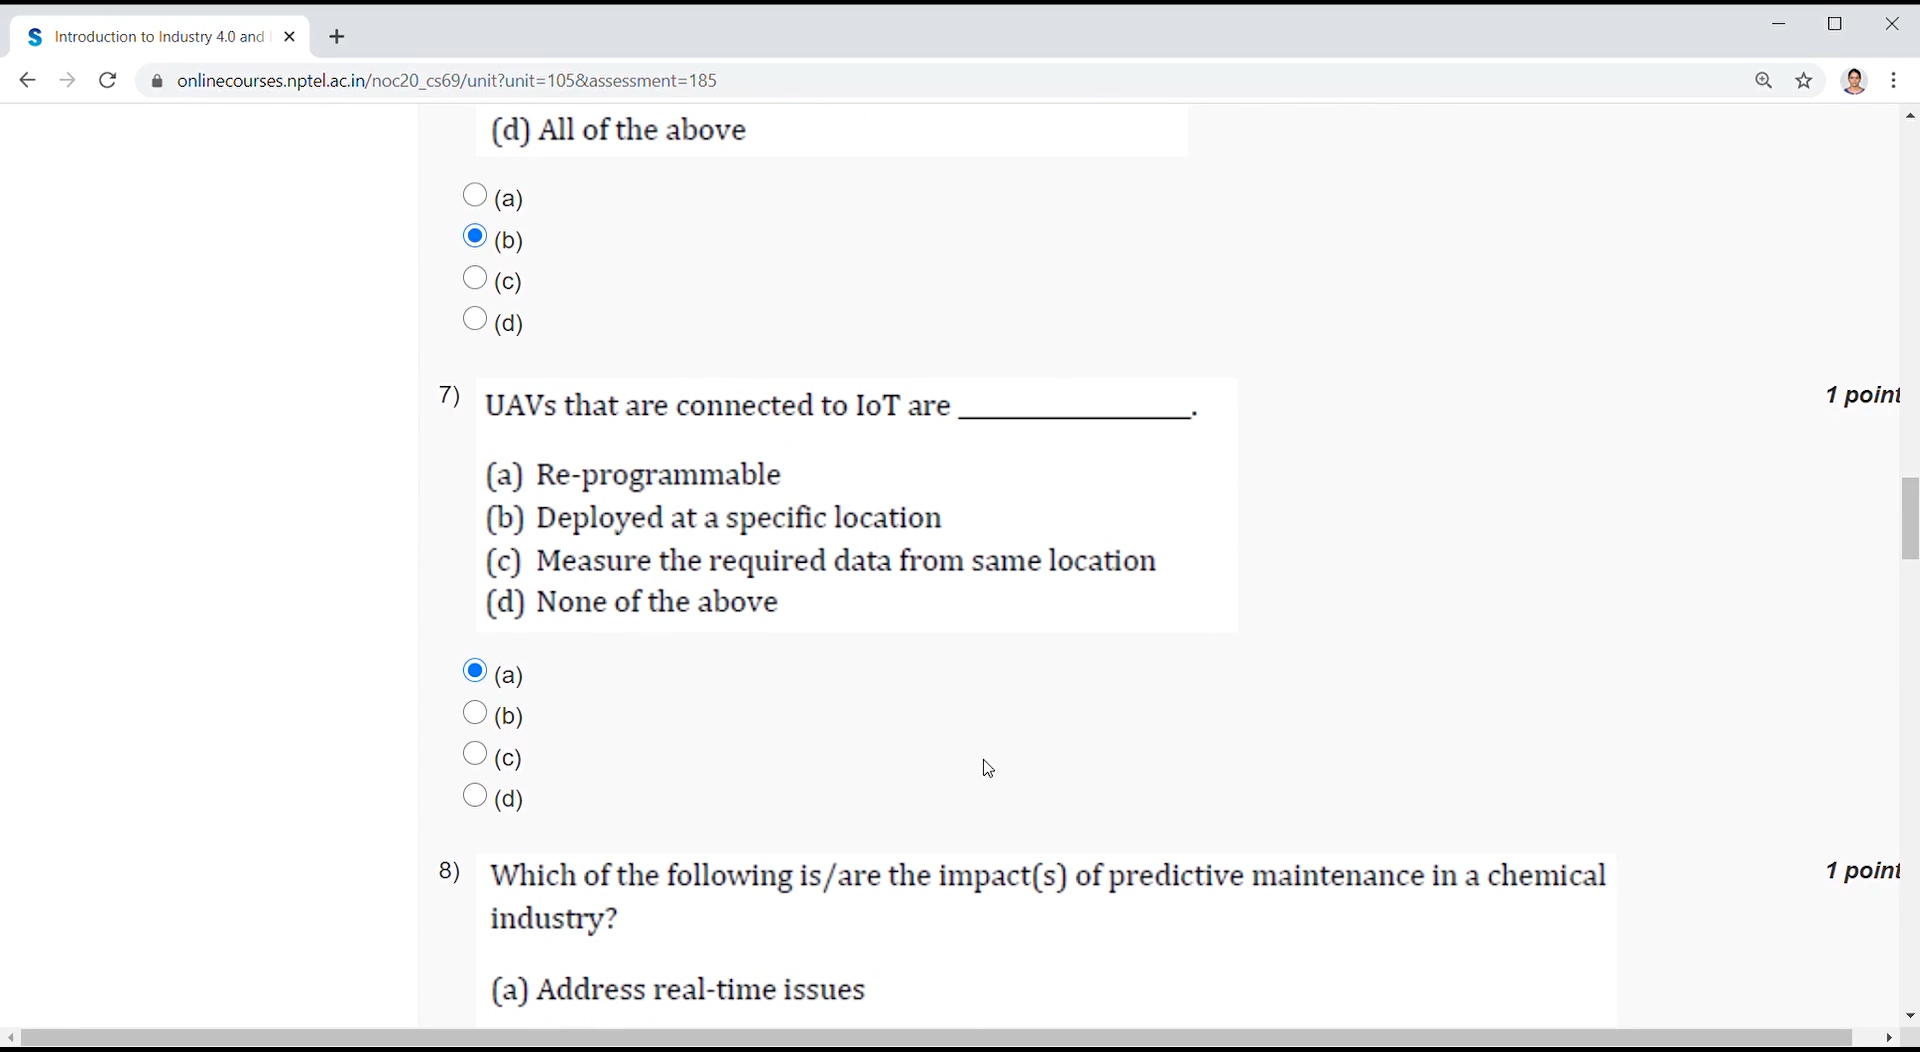 Introduction to Industry 4.0 and
onlinecourses.nptel.ac.in/noc20_cs69/unit?unit=105&assessment=185
(d) All of the above
(a)
(b)
(c)
(d)
7) UAVs that are connected to IoT are ________________. 1 point
(a) Re-programmable
(b) Deployed at a specific location
(c) Measure the required data from same location
(d) None of the above
(a)
(b)
(c)
(d)
8) Which of the following is/are the impact(s) of predictive maintenance in a chemical 1 point
industry?
(a) Address real-time issues